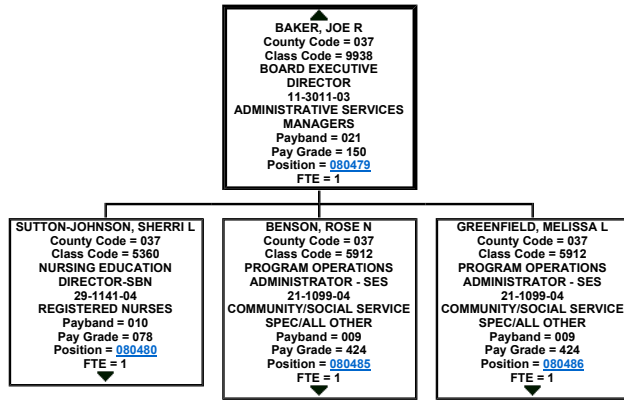 BAKER, JOE R
County Code = 037
Class Code = 9938
BOARD EXECUTIVE
DIRECTOR
11-3011-03
ADMINISTRATIVE SERVICES
MANAGERS
Payband = 021
Pay Grade = 150
Position = 080479
FTE = 1
SUTTON-JOHNSON, SHERRI L
County Code = 037
Class Code = 5360
NURSING EDUCATION
DIRECTOR-SBN
29-1141-04
REGISTERED NURSES
Payband = 010
Pay Grade = 078
Position = 080480
FTE = 1
BENSON, ROSE N
County Code = 037
Class Code = 5912
PROGRAM OPERATIONS
ADMINISTRATOR - SES
21-1099-04
COMMUNITY/SOCIAL SERVICE
SPEC/ALL OTHER
Payband = 009
Pay Grade = 424
Position = 080485
FTE = 1
GREENFIELD, MELISSA L
County Code = 037
Class Code = 5912
PROGRAM OPERATIONS
ADMINISTRATOR - SES
21-1099-04
COMMUNITY/SOCIAL SERVICE
SPEC/ALL OTHER
Payband = 009
Pay Grade = 424
Position = 080486
FTE = 1